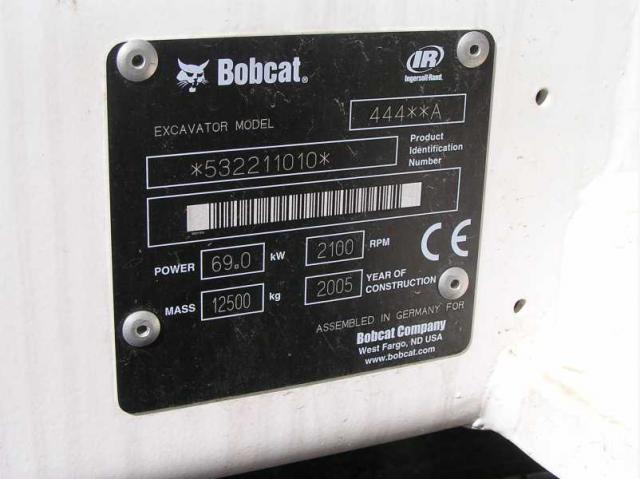 Bobcat®
IR
Ingersoll-Rand®
EXCAVATOR MODEL
444**A
*532211010*
Product
Identification
Number
POWER 69.0 kW 2100 RPM
MASS 12500 kg 2005 YEAR OF
CONSTRUCTION
CE
ASSEMBLED IN GERMANY FOR
Bobcat Company
West Fargo, ND USA
www.bobcat.com